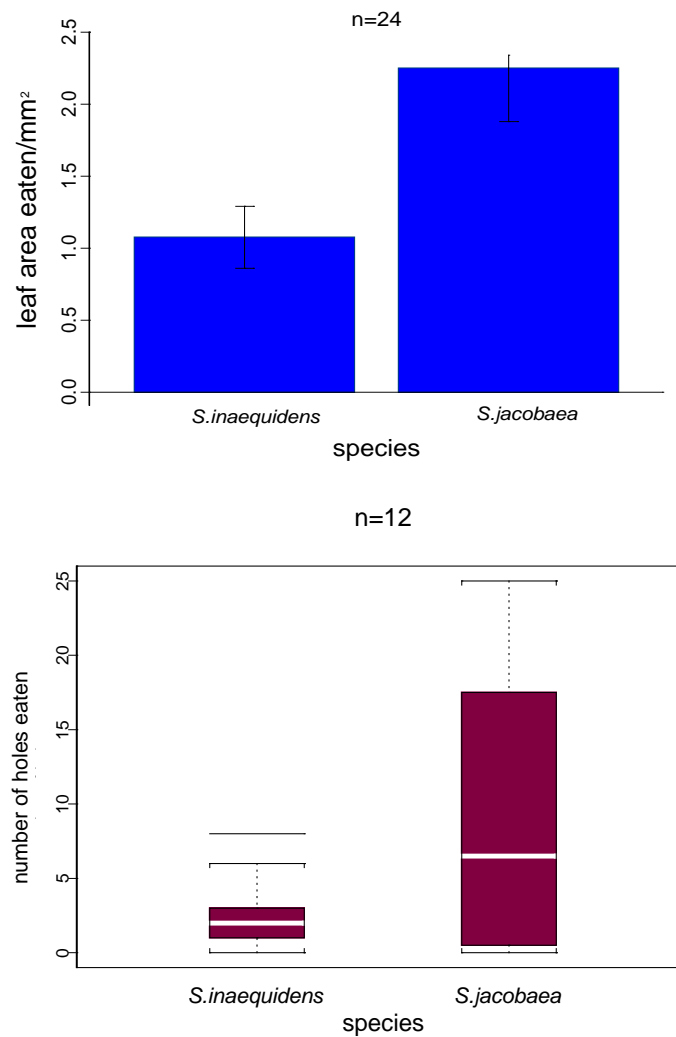 n=24
leaf area eaten/mm²
2.5
2.0
1.5
1.0
0.5
0.0
S.inaequidens S.jacobaea
species
n=12
number of holes eaten
25
20
15
10
5
0
S.inaequidens S.jacobaea
species